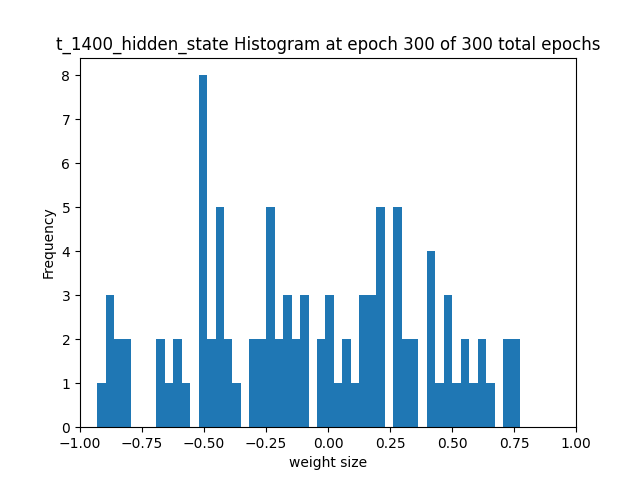 t_1400_hidden_state Histogram at epoch 300 of 300 total epochs
8
7
6
5
4
3
2
1
0
Frequency
−1.00 −0.75 −0.50 −0.25 0.00 0.25 0.50 0.75 1.00
weight size